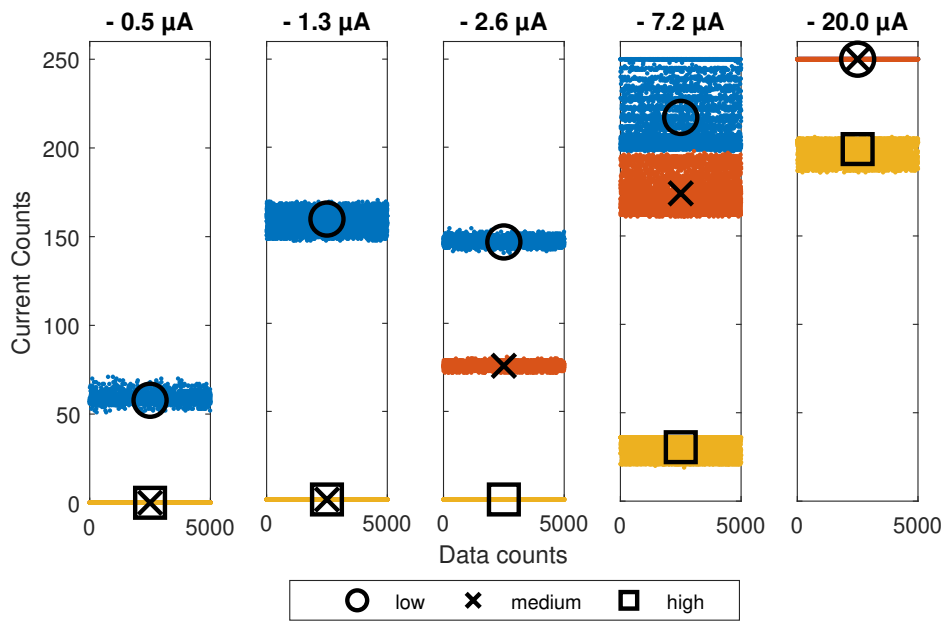 - 0.5 µA - 1.3 µA - 2.6 µA - 7.2 µA - 20.0 µA
250
200
150
100
50
0
Current Counts
0 5000 0 5000 0 5000 0 5000 0 5000
Data counts
low medium high